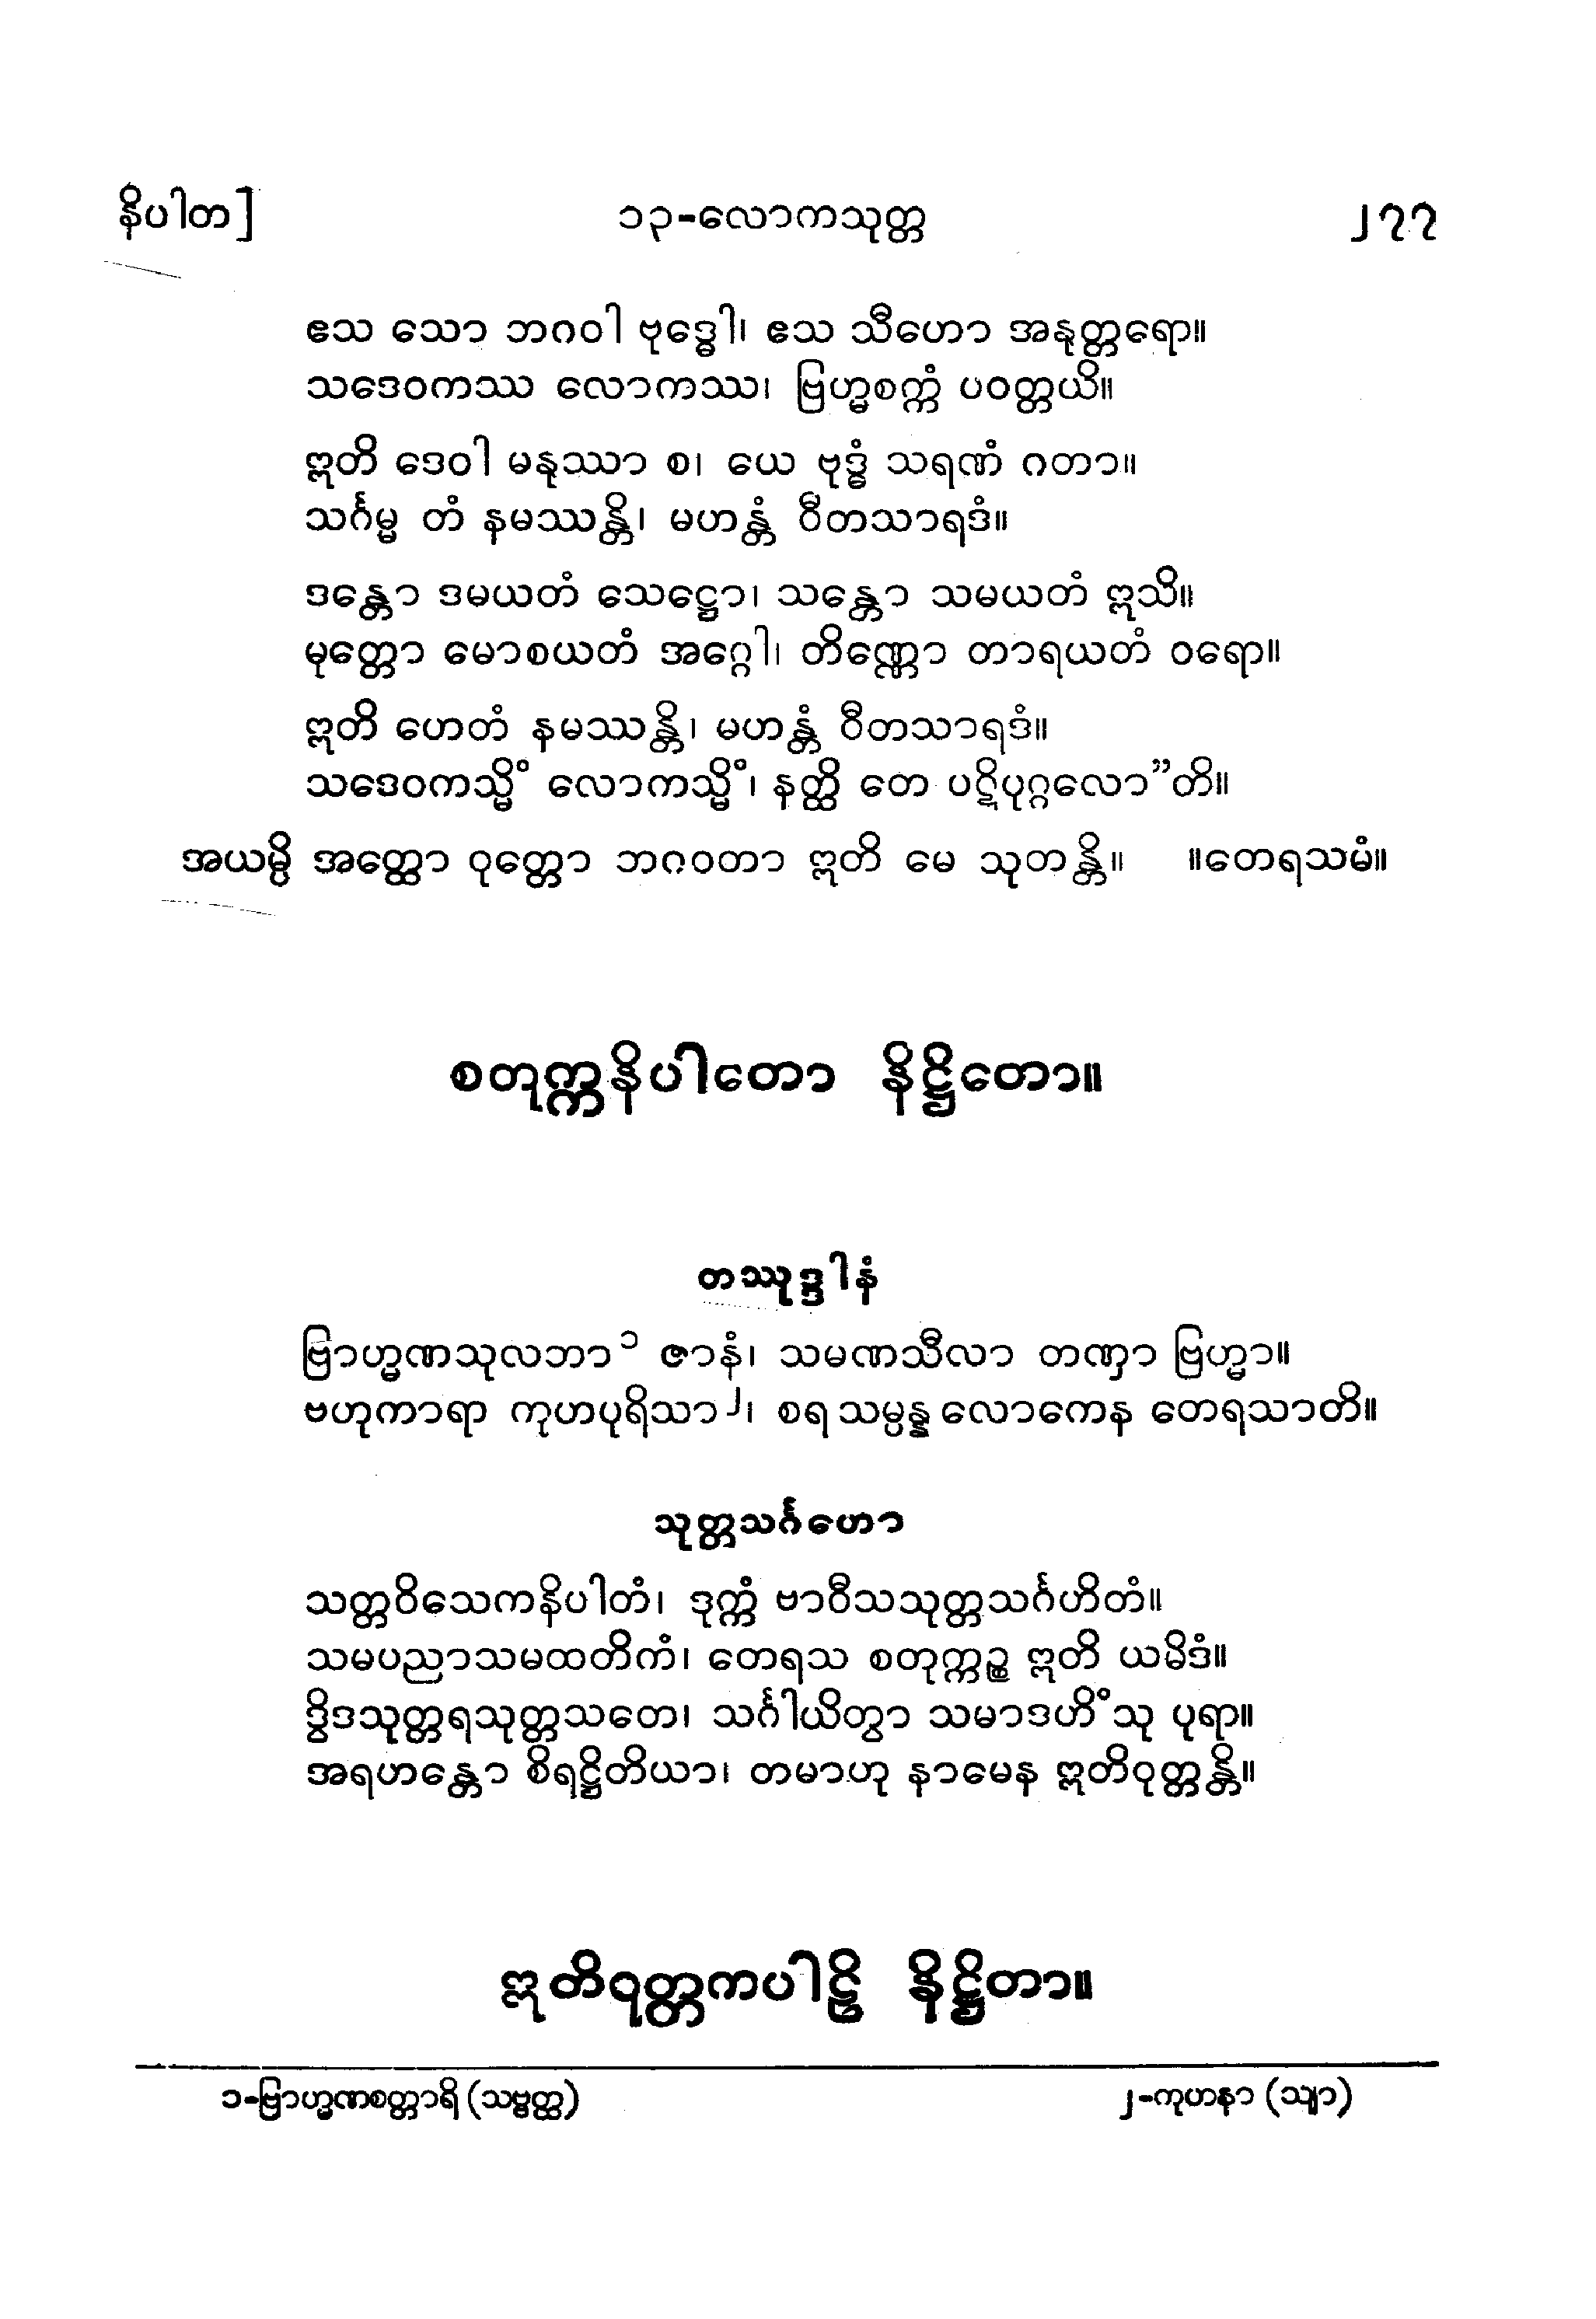 နိပါတ]
၁၃-လောကသုတ္တ
၂၇၇
ဧသ သော ဘဂဝါ ဗုဒ္ဓေါ၊ ဧသ သီဟော အနုတ္တရော။
သဒေဝကဿ လောကဿ၊ ဗြဟ္မစက္ကံ ပဝတ္တယိ။
ဣတိ ဒေဝါ မနုဿာ စ၊ ယေ ဗုဒ္ဓံ သရဏံ ဂတာ။
သင်္ဂမ္မ တံ နမဿန္တိ၊ မဟန္တံ ဝီတသာရဒံ။
ဒန္တော ဒမယတံ သေဋ္ဌော၊ သန္တော သမယတံ ဣသိ။
မုတ္တော မောစယတံ အဂ္ဂေါ၊ တိဏ္ဏော တာရယတံ ဝရော။
ဣတိ ဟေတံ နမဿန္တိ၊ မဟန္တံ ဝီတသာရဒံ။
သဒေဝကသ္မိံ လောကသ္မိံ၊ နတ္ထိ တေ ပဋိပုဂ္ဂလော”တိ။
အယမ္ပိ အတ္ထော ဝုတ္တော ဘဂဝတာ ဣတိ မေ သုတန္တိ။ ။တေရသမံ။
စတုက္ကနိပါတော နိဋ္ဌိတော။
တဿုဒ္ဒါနံ
ဗြာဟ္မဏသုလဘာ၁ ဇာနံ၊ သမဏသီလာ တဏှာ ဗြဟ္မာ။
ဗဟုကာရာ ကုဟပုရိသာ၂၊ စရ သမ္ပန္န လောကေန တေရသာတိ။
သုတ္တသင်္ဂဟော
သတ္တဝိသေကနိပါတံ၊ ဒုက္ကံ ဗာဝီသသုတ္တသင်္ဂဟိတံ။
သမပညာသမထတိကံ၊ တေရသ စတုက္ကဉ္စ ဣတိ ယမိဒံ။
ဒွိဒသုတ္တရသုတ္တသတေ၊ သင်္ဂါယိတွာ သမာဒဟိံသု ပုရာ။
အရဟန္တော စိရဋ္ဌိတိယာ၊ တမာဟု နာမေန ဣတိဝုတ္တန္တိ။
ဣတိဝုတ္တကပါဠိ နိဋ္ဌိတာ။
၁-ဗြာဟ္မဏစတ္တာရိ (သဗ္ဗတ္ထ)
၂-ကုဟနာ (သျာ)